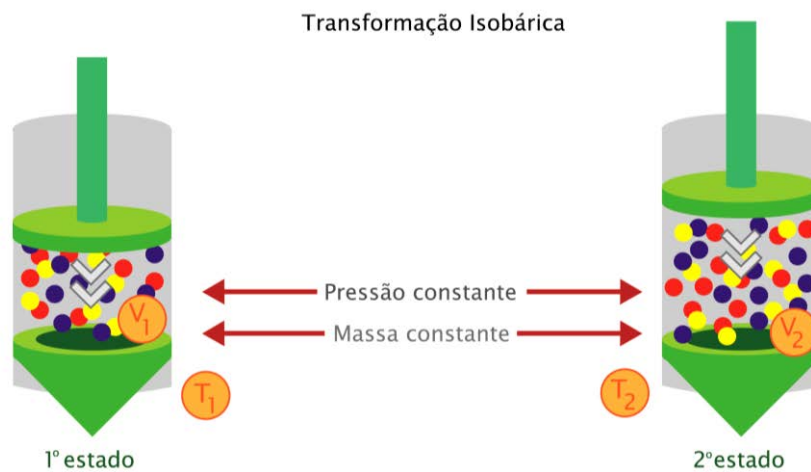 Transformação Isobárica
Pressão constante
Massa constante
V1
V2
T1
T2
1º estado
2ºestado